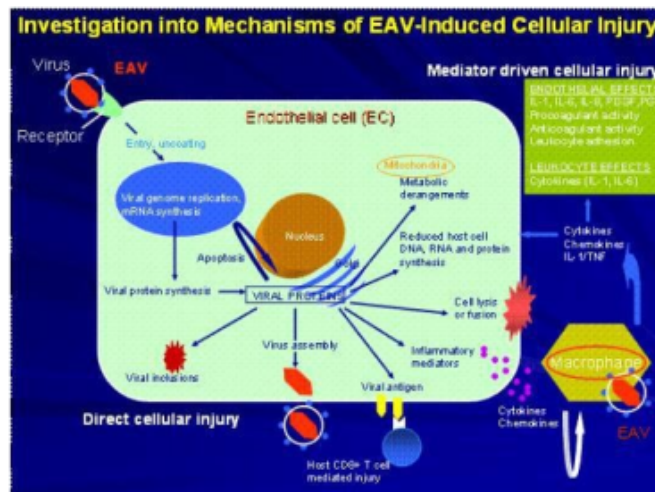 Investigation into Mechanisms of EAV-Induced Cellular Injury
Virus
EAV
Receptor
Mediator driven cellular injury
ENDOTHELIAL EFFECT
IL-1, IL-6, IL-8, PDGF, PG
Procoagulant activity
Anticoagulant activity
Leukocyte adhesion
LEUKOCYTE EFFECTS
Cytokines (IL-1, IL-6)
Endothelial cell (EC)
Entry, uncoating
Viral genome replication,
mRNA synthesis
Nucleus
Mitochondria
Metabolic
derangements
Apoptosis
Golgi
Reduced host cell
DNA, RNA and protein
synthesis
Cytokines
Chemokines
IL-1/TNF
Viral protein synthesis
VIRAL PROTEINS
Cell lysis
or fusion
Virus assembly
Inflammatory
mediators
Viral inclusions
Viral antigen
Macrophage
EAV
Cytokines
Chemokines
Direct cellular injury
Host CD8+ T cell
mediated injury